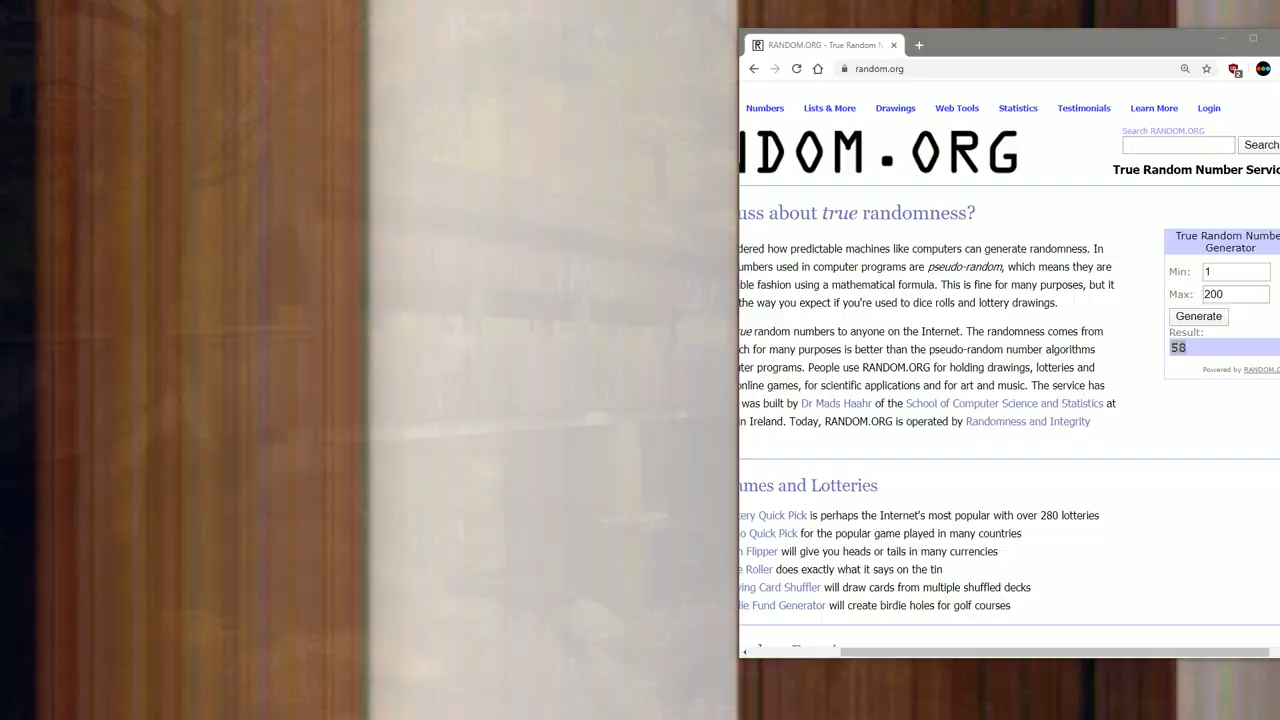 RANDOM.ORG - True Random N
random.org
Numbers Lists & More Drawings Web Tools Statistics Testimonials Learn More Login
Search RANDOM.ORG
Search
NDOM.ORG
True Random Number Servic
uss about true randomness?
dered how predictable machines like computers can generate randomness. In
umbers used in computer programs are pseudo-random, which means they are
ble fashion using a mathematical formula. This is fine for many purposes, but it
the way you expect if you're used to dice rolls and lottery drawings.
rue random numbers to anyone on the Internet. The randomness comes from
ch for many purposes is better than the pseudo-random number algorithms
ter programs. People use RANDOM.ORG for holding drawings, lotteries and
online games, for scientific applications and for art and music. The service has
was built by Dr Mads Haahr of the School of Computer Science and Statistics at
in Ireland. Today, RANDOM.ORG is operated by Randomness and Integrity
True Random Numbe
Generator
Min: 1
Max: 200
Generate
Result:
58
Powered by RANDOM.O
ames and Lotteries
tery Quick Pick is perhaps the Internet's most popular with over 280 lotteries
o Quick Pick for the popular game played in many countries
n Flipper will give you heads or tails in many currencies
e Roller does exactly what it says on the tin
ying Card Shuffler will draw cards from multiple shuffled decks
die Fund Generator will create birdie holes for golf courses